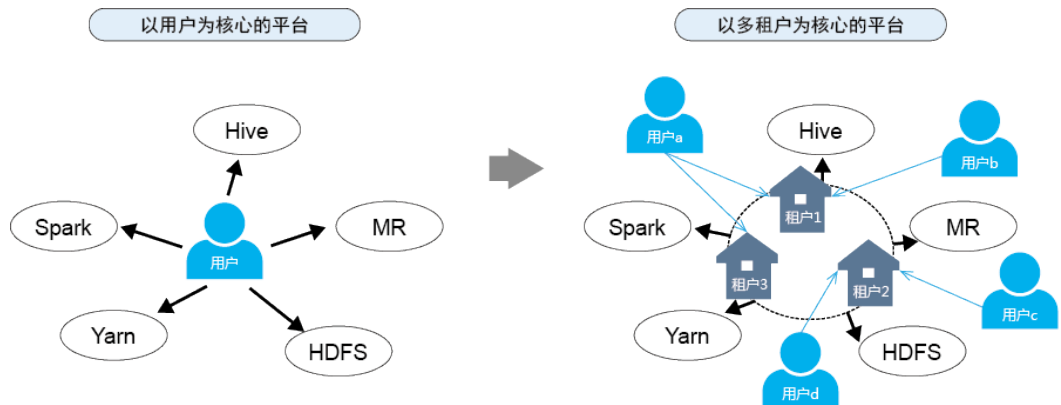 以用户为核心的平台
以多租户为核心的平台
Hive
Spark
MR
用户
Yarn
HDFS
用户a
Hive
用户b
租户1
Spark
MR
租户3
租户2
用户c
Yarn
HDFS
用户d